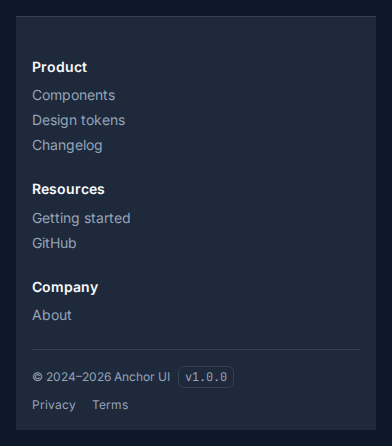 Product
Components
Design tokens
Changelog
Resources
Getting started
GitHub
Company
About
© 2024–2026 Anchor UI v1.0.0
Privacy Terms